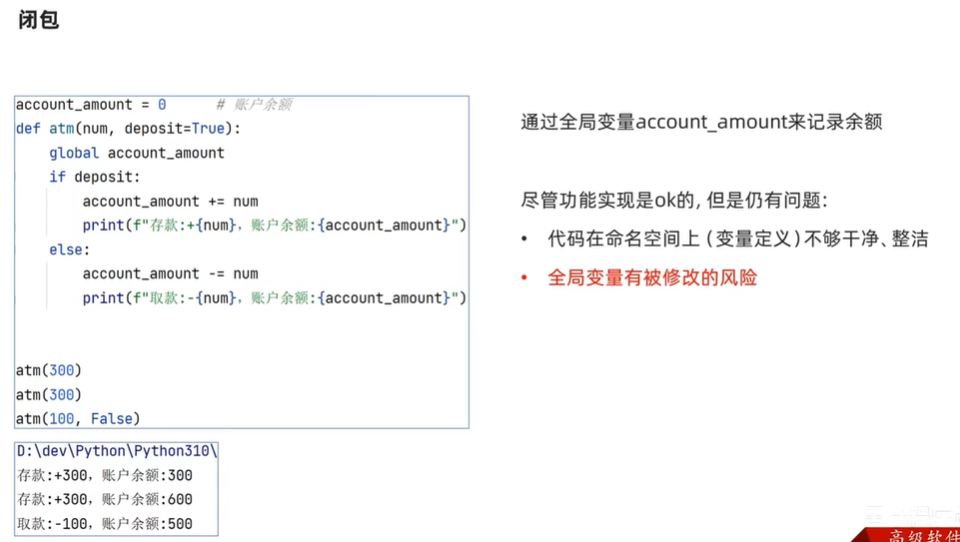 闭包
account_amount = 0      # 账户余额
def atm(num, deposit=True):
    global account_amount
    if deposit:
        account_amount += num
        print(f"存款:+{num}，账户余额:{account_amount}")
    else:
        account_amount -= num
        print(f"取款:-{num}，账户余额:{account_amount}")
atm(300)
atm(300)
atm(100, False)
D:\dev\Python\Python310\
存款:+300，账户余额:300
存款:+300，账户余额:600
取款:-100，账户余额:500
通过全局变量account_amount来记录余额
尽管功能实现是ok的，但是仍有问题：
• 代码在命名空间上（变量定义）不够干净、整洁
• 全局变量有被修改的风险
高级软件